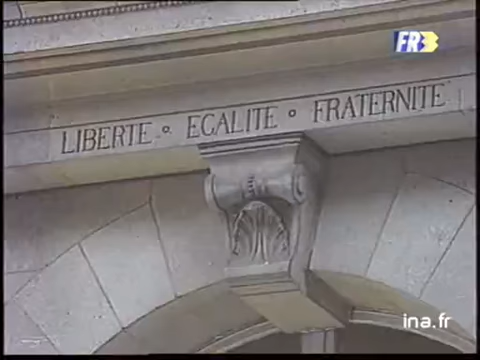 FR3
LIBERTE ° EGALITE ° FRATERNITE
ina.fr